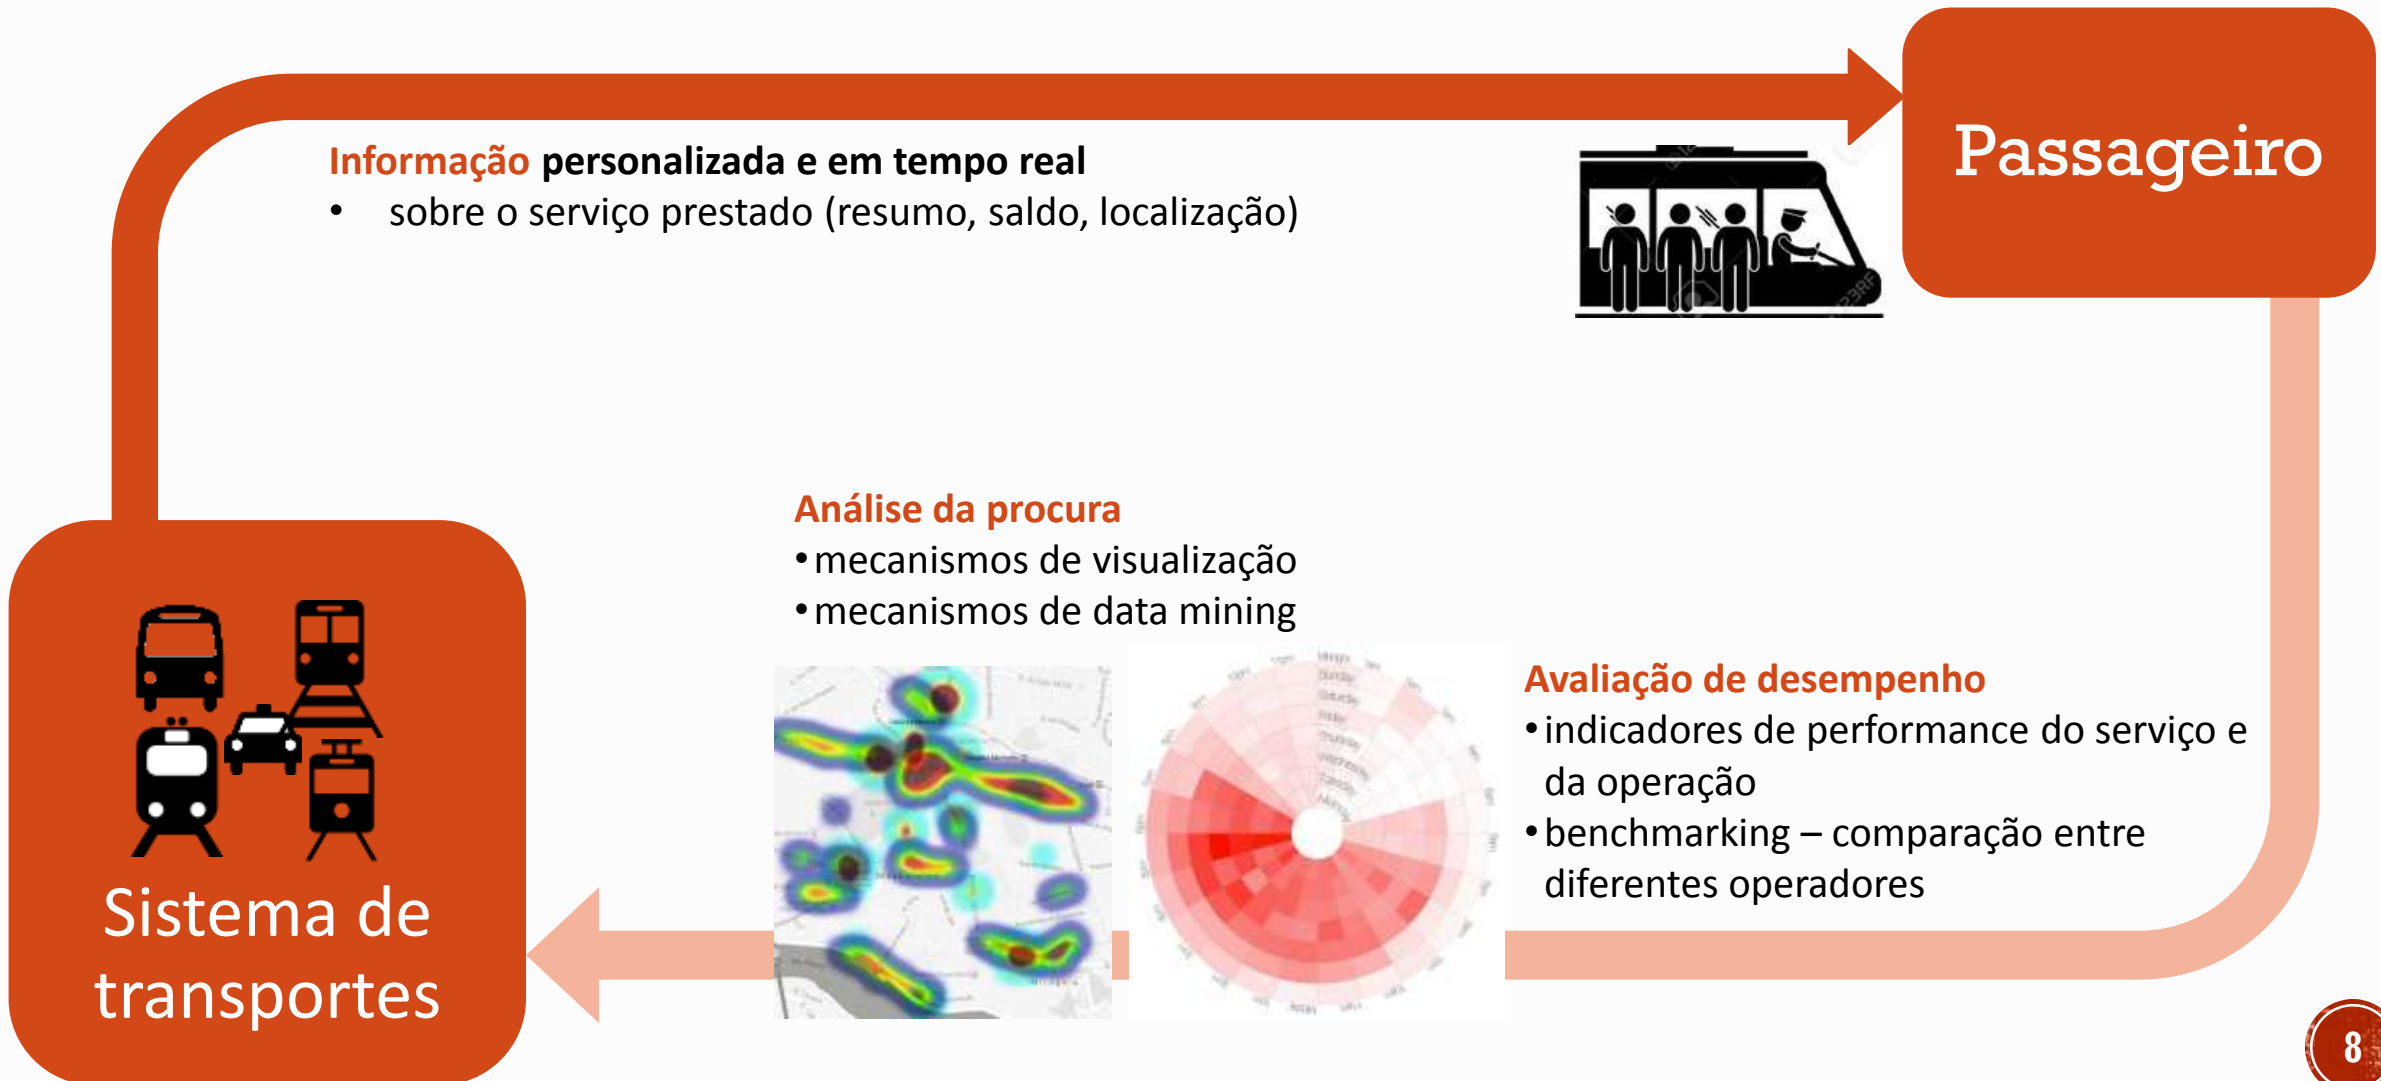 Passageiro
Informação personalizada e em tempo real
• sobre o serviço prestado (resumo, saldo, localização)
Análise da procura
•mecanismos de visualização
•mecanismos de data mining
Avaliação de desempenho
•indicadores de performance do serviço e
da operação
•benchmarking – comparação entre
diferentes operadores
Sistema de
transportes
8